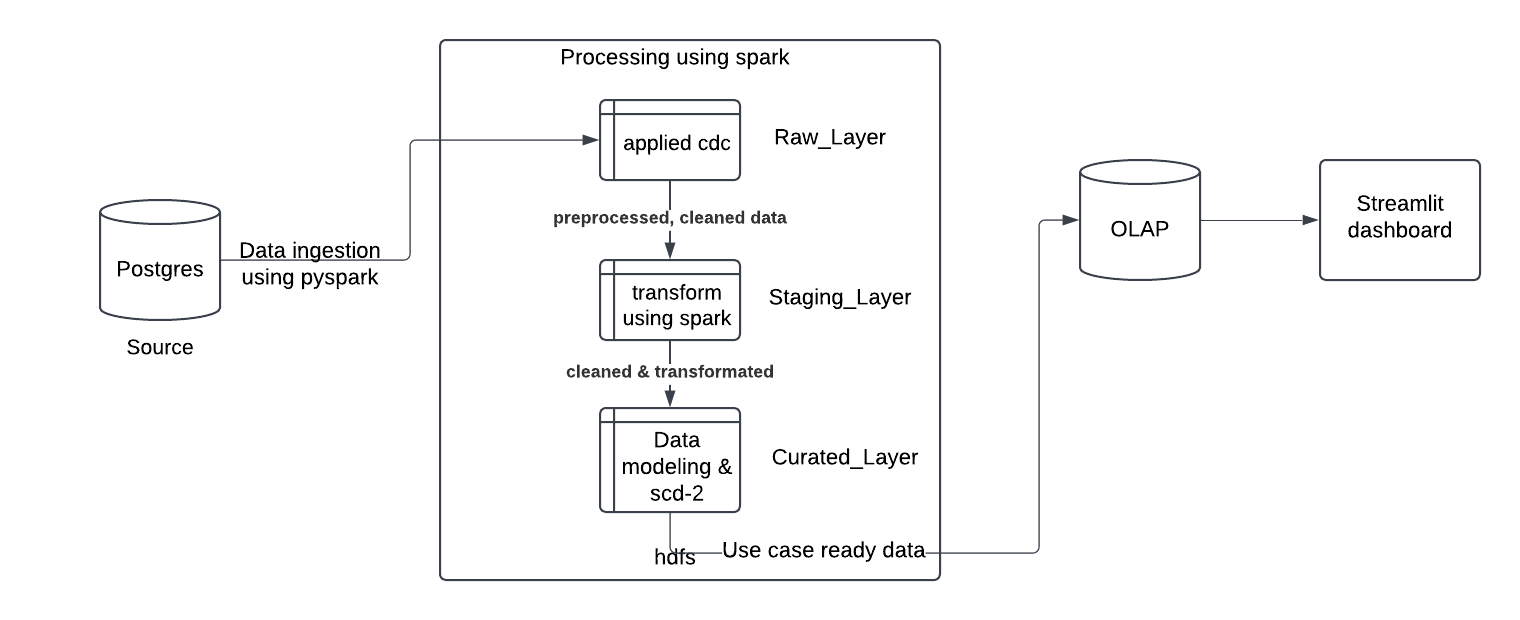 Processing using spark
applied cdc
Raw_Layer
preprocessed, cleaned data
Postgres
Data ingestion
using pyspark
Source
transform
using spark
Staging_Layer
cleaned & transformated
Data
modeling &
scd-2
Curated_Layer
hdfs
Use case ready data
OLAP
Streamlit
dashboard